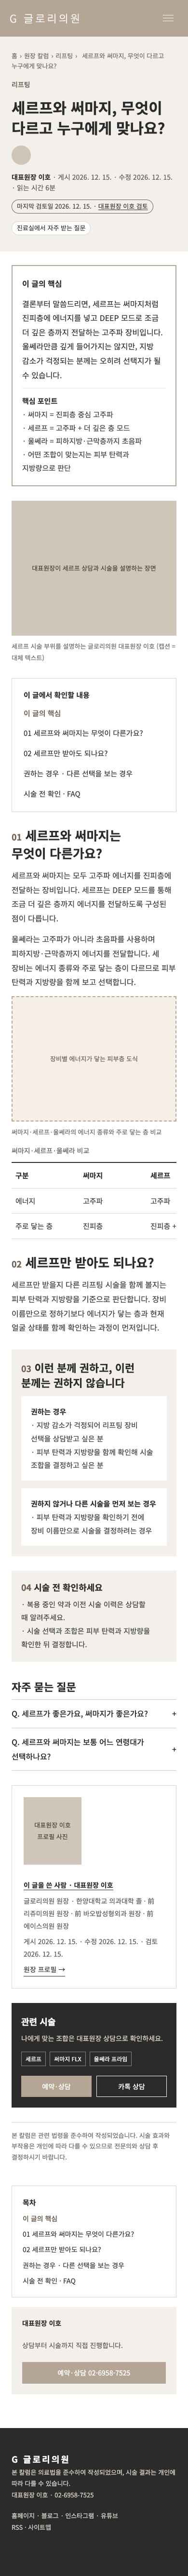 G 글로리의원
홈 › 원장 칼럼 › 리프팅 › 세르프와 써마지, 무엇이 다르고
누구에게 맞나요?
리프팅
세르프와 써마지, 무엇이
다르고 누구에게 맞나요?
대표원장 이호 · 게시 2026. 12. 15. · 수정 2026. 12. 15.
· 읽는 시간 6분
마지막 검토일 2026. 12. 15. · 대표원장 이호 검토
진료실에서 자주 받는 질문
이 글의 핵심
결론부터 말씀드리면, 세르프는 써마지처럼
진피층에 에너지를 넣고 DEEP 모드로 조금
더 깊은 층까지 전달하는 고주파 장비입니다.
울쎄라만큼 깊게 들어가지는 않지만, 지방
감소가 걱정되는 분께는 오히려 선택지가 될
수 있습니다.
핵심 포인트
· 써마지 = 진피층 중심 고주파
· 세르프 = 고주파 + 더 깊은 층 모드
· 울쎄라 = 피하지방·근막층까지 초음파
· 어떤 조합이 맞는지는 피부 탄력과
지방량으로 판단
대표원장이 세르프 상담과 시술을 설명하는 장면
세르프 시술 부위를 설명하는 글로리의원 대표원장 이호 (캡션 =
대체 텍스트)
이 글에서 확인할 내용
이 글의 핵심
01 세르프와 써마지는 무엇이 다른가요?
02 세르프만 받아도 되나요?
권하는 경우 · 다른 선택을 보는 경우
시술 전 확인 · FAQ
01 세르프와 써마지는
무엇이 다른가요?
세르프와 써마지는 모두 고주파 에너지를 진피층에
전달하는 장비입니다. 세르프는 DEEP 모드를 통해
조금 더 깊은 층까지 에너지를 전달하도록 구성된
점이 다릅니다.
울쎄라는 고주파가 아니라 초음파를 사용하며
피하지방·근막층까지 에너지를 전달합니다. 세
장비는 에너지 종류와 주로 닿는 층이 다르므로 피부
탄력과 지방량을 함께 보고 선택합니다.
장비별 에너지가 닿는 피부층 도식
써마지·세르프·울쎄라의 에너지 종류와 주로 닿는 층 비교
써마지·세르프·울쎄라 비교
구분 써마지 세르프
에너지 고주파 고주파
주로 닿는 층 진피층 진피층 +
02 세르프만 받아도 되나요?
세르프만 받을지 다른 리프팅 시술을 함께 볼지는
피부 탄력과 지방량을 기준으로 판단합니다. 장비
이름만으로 정하기보다 에너지가 닿는 층과 현재
얼굴 상태를 함께 확인하는 과정이 먼저입니다.
03 이런 분께 권하고, 이런
분께는 권하지 않습니다
권하는 경우
· 지방 감소가 걱정되어 리프팅 장비
선택을 상담받고 싶은 분
· 피부 탄력과 지방량을 함께 확인해 시술
조합을 결정하고 싶은 분
권하지 않거나 다른 선택을 먼저 보는 경우
· 피부 탄력과 지방량을 확인하기 전에
장비 이름만으로 시술을 결정하려는 경우
04 시술 전 확인하세요
· 복용 중인 약과 이전 시술 이력은 상담할
때 알려주세요.
· 시술 선택과 조합은 피부 탄력과 지방량을
확인한 뒤 결정합니다.
자주 묻는 질문
Q. 세르프가 좋은가요, 써마지가 좋은가요? +
Q. 세르프와 써마지는 보통 어느 연령대가
선택하나요? +
대표원장 이호
프로필 사진
이 글을 쓴 사람 · 대표원장 이호
글로리의원 원장 · 한양대학교 의과대학 졸 · 前
리쥬미의원 원장 · 前 바오밥성형외과 원장 · 前
에이스의원 원장
게시 2026. 12. 15. · 수정 2026. 12. 15. · 검토
2026. 12. 15.
원장 프로필 →
관련 시술
나에게 맞는 조합은 대표원장 상담으로 확인하세요.
세르프 써마지 FLX 울쎄라 프라임
예약·상담 카톡 상담
본 칼럼은 관련 법령을 준수하여 작성되었습니다. 시술 효과와
부작용은 개인에 따라 다를 수 있으므로 전문의와 상담 후
결정하시기 바랍니다.
목차
이 글의 핵심
01 세르프와 써마지는 무엇이 다른가요?
02 세르프만 받아도 되나요?
권하는 경우 · 다른 선택을 보는 경우
시술 전 확인 · FAQ
대표원장 이호
상담부터 시술까지 직접 진행합니다.
예약·상담 02-6958-7525
G 글로리의원
본 칼럼은 의료법을 준수하여 작성되었으며, 시술 결과는 개인에
따라 다를 수 있습니다.
대표원장 이호 · 02-6958-7525
홈페이지 · 블로그 · 인스타그램 · 유튜브
RSS · 사이트맵